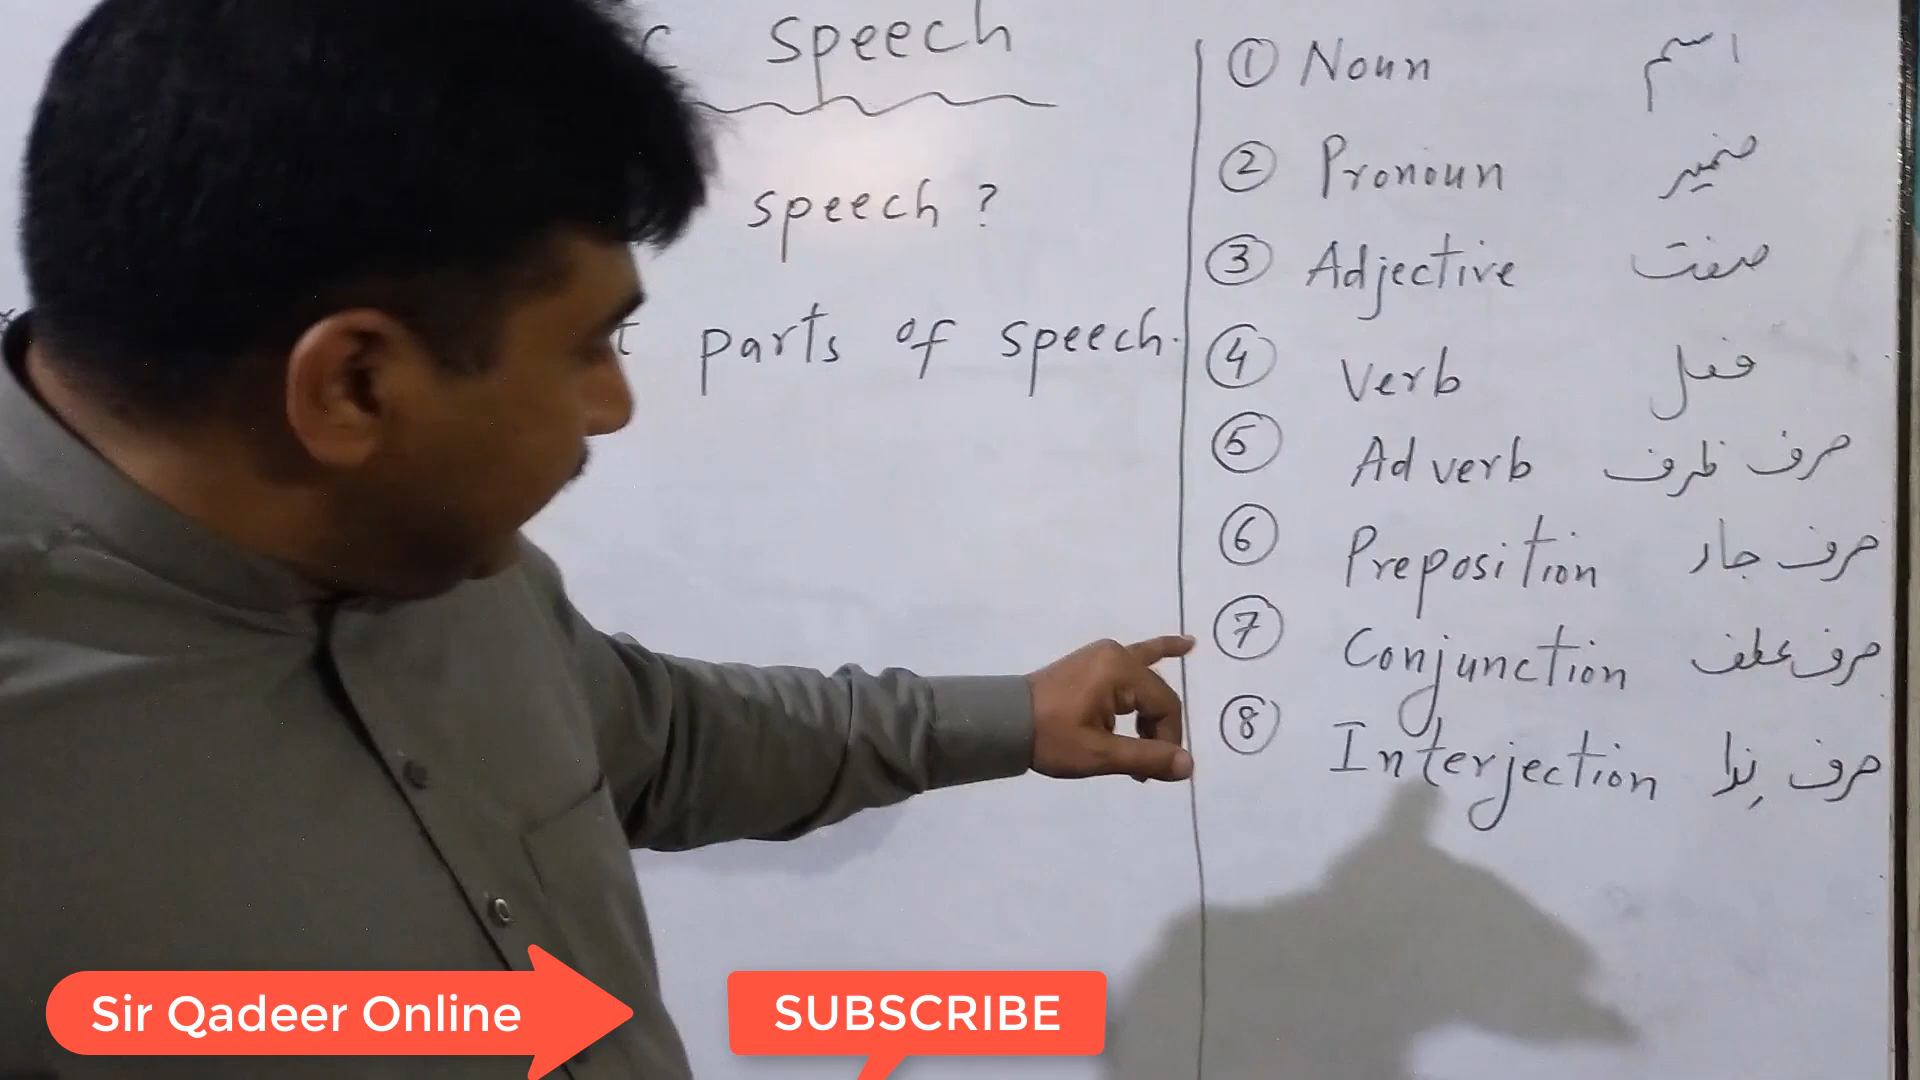 speech
speech ?
parts of speech.
① Noun اسم
② Pronoun ضمیر
③ Adjective صفت
④ Verb فعل
⑤ Adverb حرف ظرف
⑥ Preposition حرف جار
⑦ Conjunction حرف عطف
⑧ Interjection حرف نِدا
Sir Qadeer Online
SUBSCRIBE